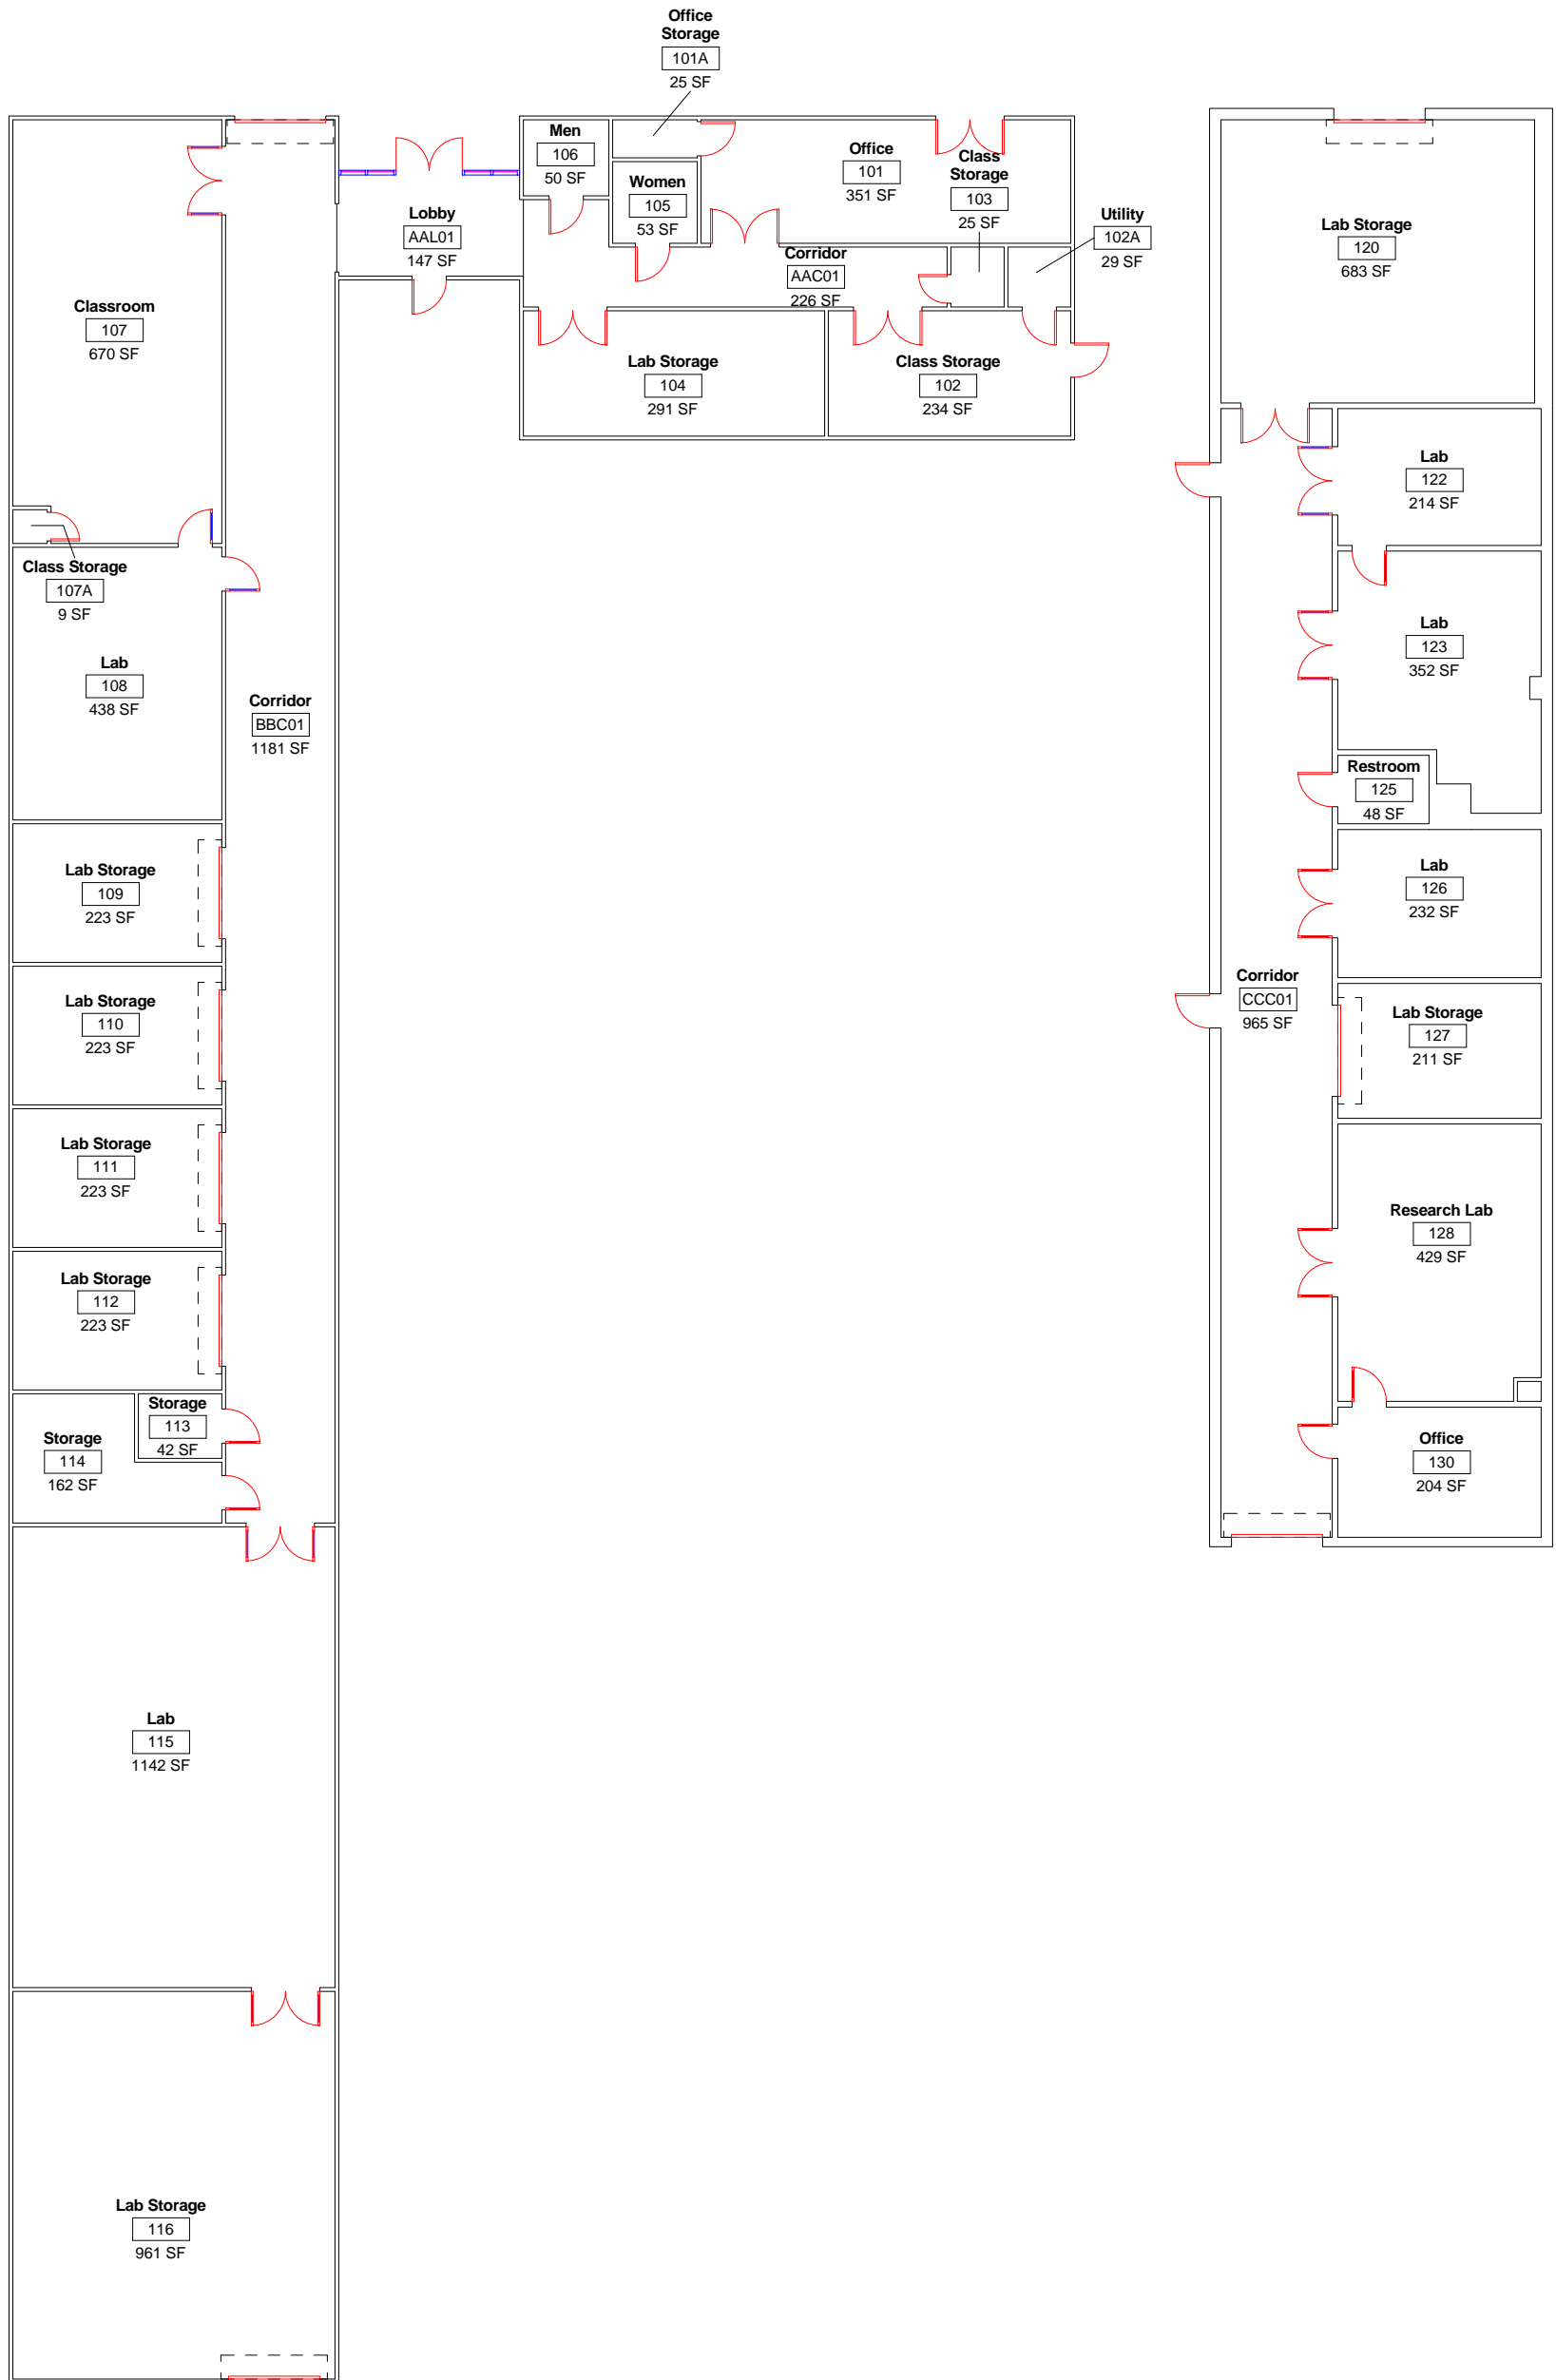 Office
Storage
101A
25 SF
Men
106
50 SF
Women
105
53 SF
Office
101
351 SF
Class
Storage
103
25 SF
Utility
102A
29 SF
Lobby
AAL01
147 SF
Corridor
AAC01
226 SF
Lab Storage
104
291 SF
Class Storage
102
234 SF
Classroom
107
670 SF
Class Storage
107A
9 SF
Lab
108
438 SF
Corridor
BBC01
1181 SF
Lab Storage
109
223 SF
Lab Storage
110
223 SF
Lab Storage
111
223 SF
Lab Storage
112
223 SF
Storage
113
42 SF
Storage
114
162 SF
Lab
115
1142 SF
Lab Storage
116
961 SF
Lab Storage
120
683 SF
Lab
122
214 SF
Lab
123
352 SF
Restroom
125
48 SF
Lab
126
232 SF
Corridor
CCC01
965 SF
Lab Storage
127
211 SF
Research Lab
128
429 SF
Office
130
204 SF